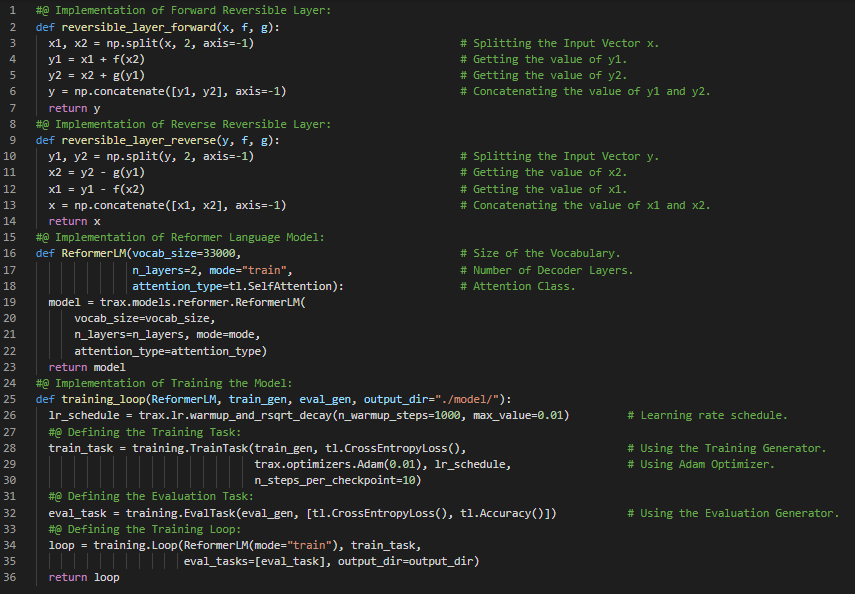 1 #@ Implementation of Forward Reversible Layer:
2 def reversible_layer_forward(x, f, g):
3 x1, x2 = np.split(x, 2, axis=-1) # Splitting the Input Vector x.
4 y1 = x1 + f(x2) # Getting the value of y1.
5 y2 = x2 + g(y1) # Getting the value of y2.
6 y = np.concatenate([y1, y2], axis=-1) # Concatenating the value of y1 and y2.
7 return y
8 #@ Implementation of Reverse Reversible Layer:
9 def reversible_layer_reverse(y, f, g):
10 y1, y2 = np.split(y, 2, axis=-1) # Splitting the Input Vector y.
11 x2 = y2 - g(y1) # Getting the value of x2.
12 x1 = y1 - f(x2) # Getting the value of x1.
13 x = np.concatenate([x1, x2], axis=-1) # Concatenating the value of x1 and x2.
14 return x
15 #@ Implementation of Reformer Language Model:
16 def ReformerLM(vocab_size=33000, # Size of the Vocabulary.
17 n_layers=2, mode="train", # Number of Decoder Layers.
18 attention_type=tl.SelfAttention): # Attention Class.
19 model = trax.models.reformer.ReformerLM(
20 vocab_size=vocab_size,
21 n_layers=n_layers, mode=mode,
22 attention_type=attention_type)
23 return model
24 #@ Implementation of Training the Model:
25 def training_loop(ReformerLM, train_gen, eval_gen, output_dir="./model/"):
26 lr_schedule = trax.lr.warmup_and_rsqrt_decay(n_warmup_steps=1000, max_value=0.01) # Learning rate schedule.
27 #@ Defining the Training Task:
28 train_task = training.TrainTask(train_gen, tl.CrossEntropyLoss(), # Using the Training Generator.
29 trax.optimizers.Adam(0.01), lr_schedule, # Using Adam Optimizer.
30 n_steps_per_checkpoint=10)
31 #@ Defining the Evaluation Task:
32 eval_task = training.EvalTask(eval_gen, [tl.CrossEntropyLoss(), tl.Accuracy()]) # Using the Evaluation Generator.
33 #@ Defining the Training Loop:
34 loop = training.Loop(ReformerLM(mode="train"), train_task,
35 eval_tasks=[eval_task], output_dir=output_dir)
36 return loop